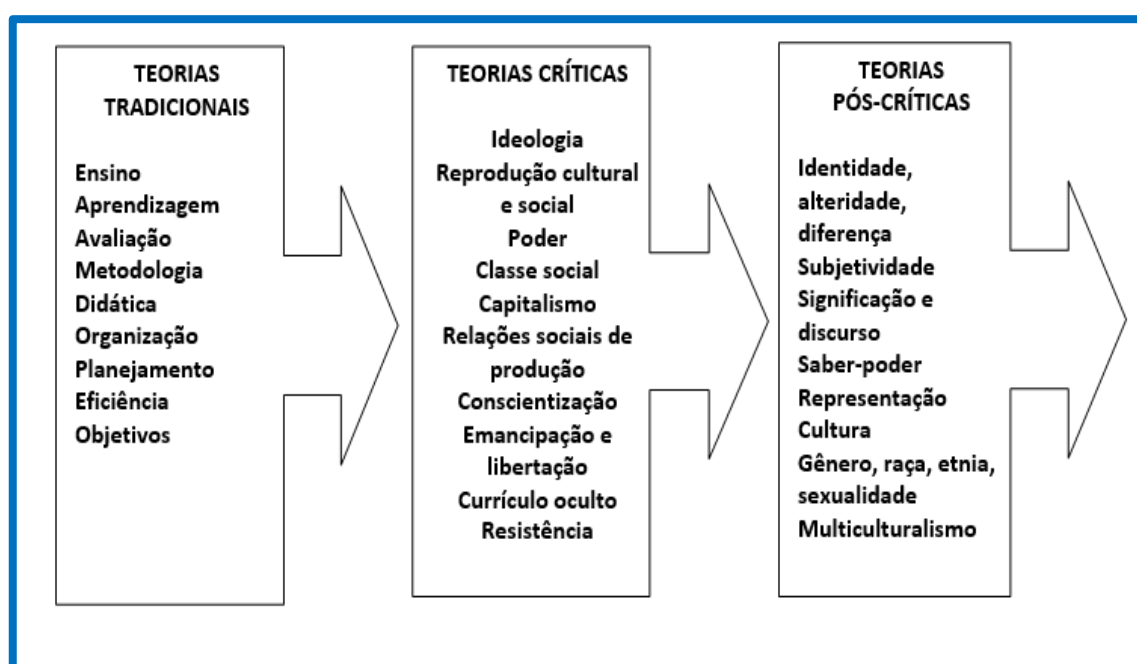 TEORIAS
TRADICIONAIS
Ensino
Aprendizagem
Avaliação
Metodologia
Didática
Organização
Planejamento
Eficiência
Objetivos
TEORIAS CRÍTICAS
Ideologia
Reprodução cultural
e social
Poder
Classe social
Capitalismo
Relações sociais de
produção
Conscientização
Emancipação e
libertação
Currículo oculto
Resistência
TEORIAS
PÓS-CRÍTICAS
Identidade,
alteridade,
diferença
Subjetividade
Significação e
discurso
Saber-poder
Representação
Cultura
Gênero, raça, etnia,
sexualidade
Multiculturalismo